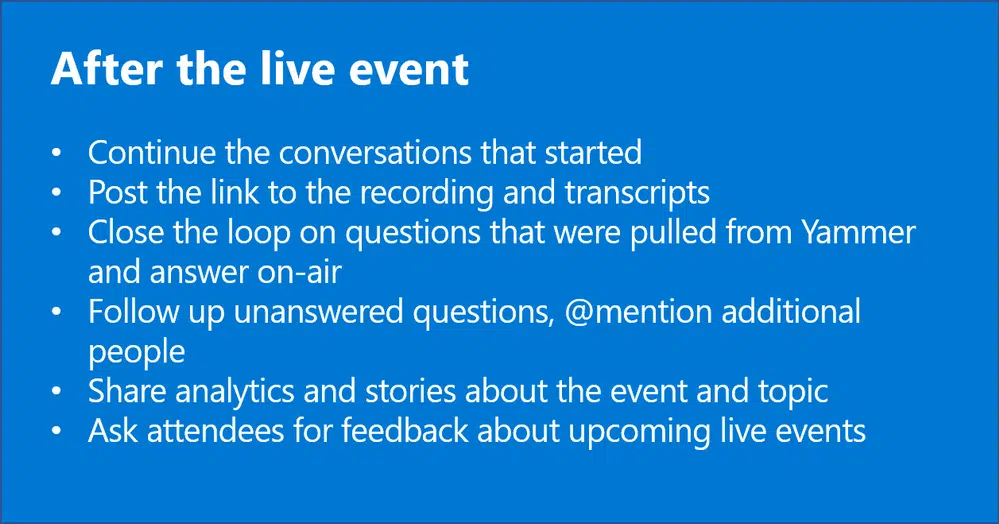 After the live event
• Continue the conversations that started
• Post the link to the recording and transcripts
• Close the loop on questions that were pulled from Yammer
and answer on-air
• Follow up unanswered questions, @mention additional
people
• Share analytics and stories about the event and topic
• Ask attendees for feedback about upcoming live events